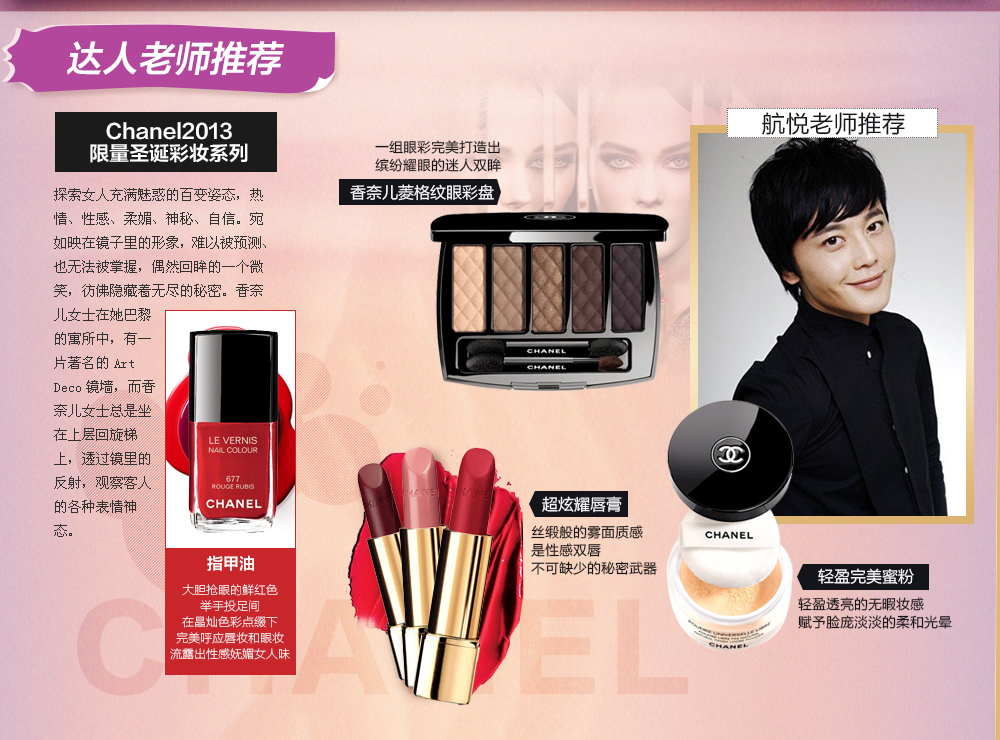 达人老师推荐
Chanel2013
限量圣诞彩妆系列
探索女人充满魅惑的百变姿态，热
情、性感、柔媚、神秘、自信。宛
如映在镜子里的形象，难以被预测、
也无法被掌握，偶然回眸的一个微
笑，彷佛隐藏着无尽的秘密。香奈
儿女士在她巴黎
的寓所中，有一
片著名的 Art
Deco 镜墙，而香
奈儿女士总是坐
在上层回旋梯
上，透过镜里的
反射，观察客人
的各种表情神
态。
LE VERNIS
NAIL COLOUR
677
ROUGE RUBIS
CHANEL
指甲油
大胆抢眼的鲜红色
举手投足间
在晶灿色彩点缀下
完美呼应唇妆和眼妆
流露出性感妩媚女人味
一组眼彩完美打造出
缤纷耀眼的迷人双眸
香奈儿菱格纹眼彩盘
CHANEL
CHANEL
航悦老师推荐
超炫耀唇膏
丝缎般的雾面质感
是性感双唇
不可缺少的秘密武器
CHANEL
轻盈完美蜜粉
轻盈透亮的无暇妆感
赋予脸庞淡淡的柔和光晕
POUDRE UNIVERSELLE LIBRE
CHANEL
CHANEL